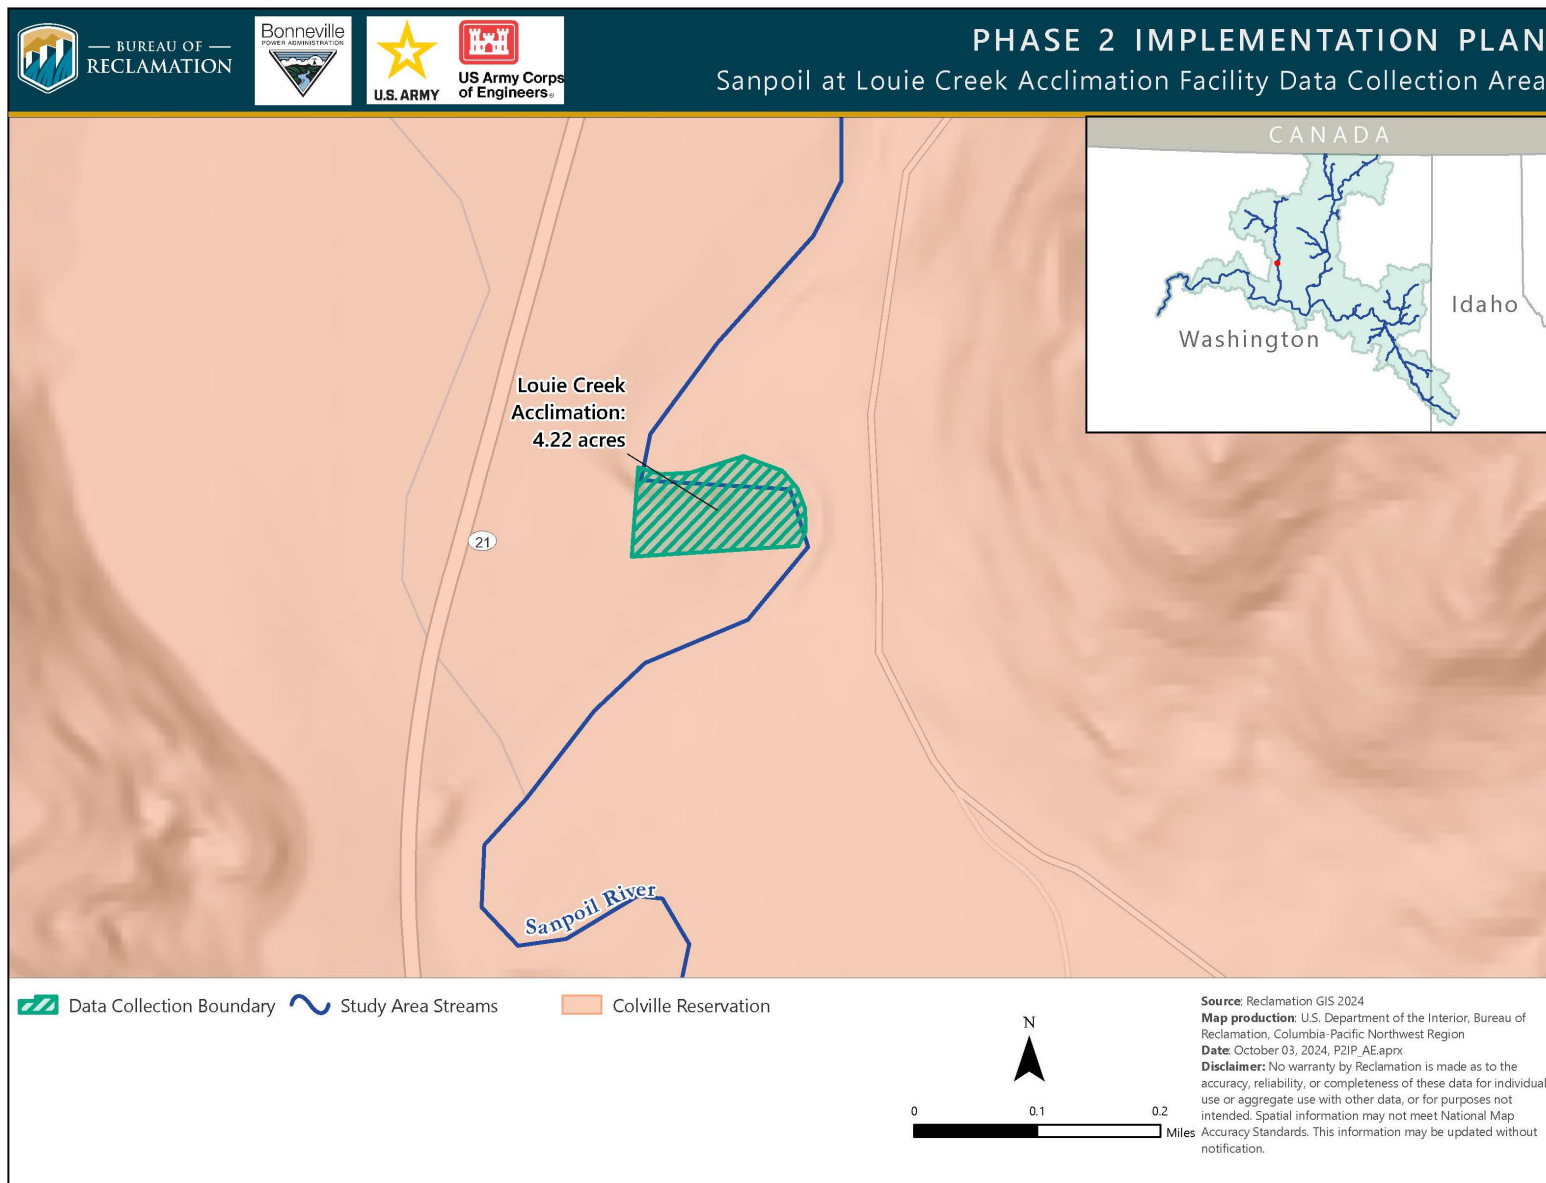 BUREAU OF
RECLAMATION
Bonneville
POWER ADMINISTRATION
U.S. ARMY
US Army Corps
of Engineers®
PHASE 2 IMPLEMENTATION PLAN
Sanpoil at Louie Creek Acclimation Facility Data Collection Area
CANADA
Washington
Idaho
Louie Creek
Acclimation:
4.22 acres
21
Sanpoil River
Data Collection Boundary
Study Area Streams
Colville Reservation
N
0 0.1 0.2
Miles
Source: Reclamation GIS 2024
Map production: U.S. Department of the Interior, Bureau of
Reclamation, Columbia-Pacific Northwest Region
Date: October 03, 2024, P2IP_AE.aprx
Disclaimer: No warranty by Reclamation is made as to the
accuracy, reliability, or completeness of these data for individual
use or aggregate use with other data, or for purposes not
intended. Spatial information may not meet National Map
Accuracy Standards. This information may be updated without
notification.